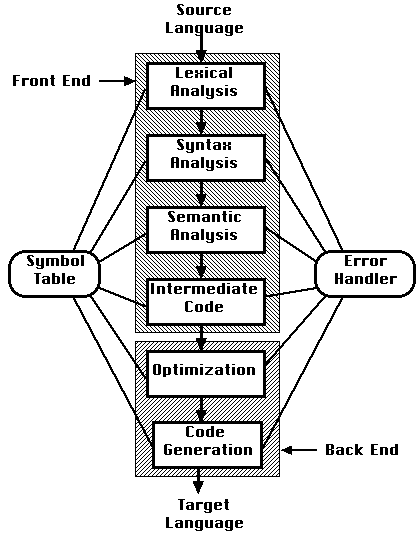 Source
Language
Front End
Lexical
Analysis
Syntax
Analysis
Semantic
Analysis
Symbol
Table
Error
Handler
Intermediate
Code
Optimization
Code
Generation
Back End
Target
Language